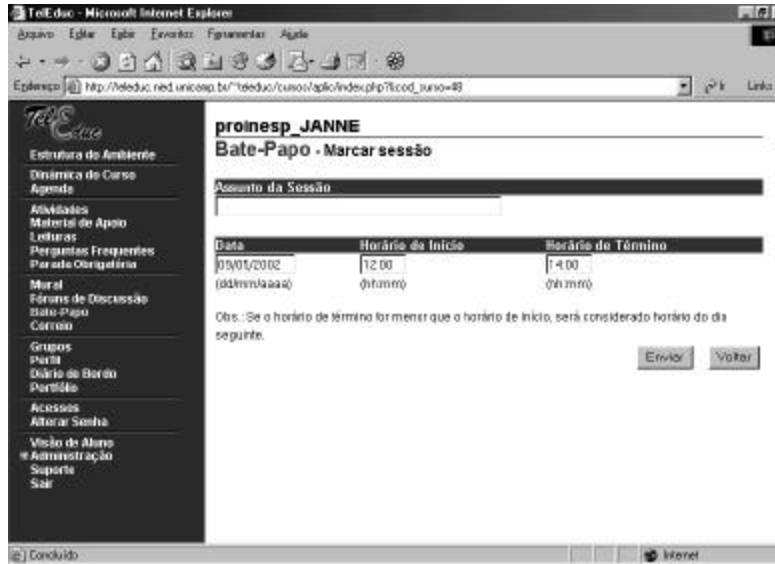 TelEduc - Microsoft Internet Explorer
Arquivo Editar Exibir Favoritos Ferramentas Ajuda
Endereço http://teleduc.nied.unicamp.br/~teleduc/cursos/aplic/index.php?cod_curso=48 Ir Links
TelEduc
Estrutura do Ambiente
Dinâmica do Curso
Agenda
Atividades
Material de Apoio
Leituras
Perguntas Frequentes
Parada Obrigatória
Mural
Fóruns de Discussão
Bate-Papo
Correio
Grupos
Perfil
Diário de Bordo
Portfólio
Acessos
Alterar Senha
Visão de Aluno
Administração
Suporte
Sair
proinesp_JANNE
Bate-Papo - Marcar sessão
Assunto da Sessão
Data Horário de Início Horário de Término
09/05/2002 12:00 14:00
(dd/mm/aaaa) (hh:mm) (hh:mm)
Obs.: Se o horário de término for menor que o horário de início, será considerado horário do dia
seguinte.
Enviar Voltar
Concluído Internet